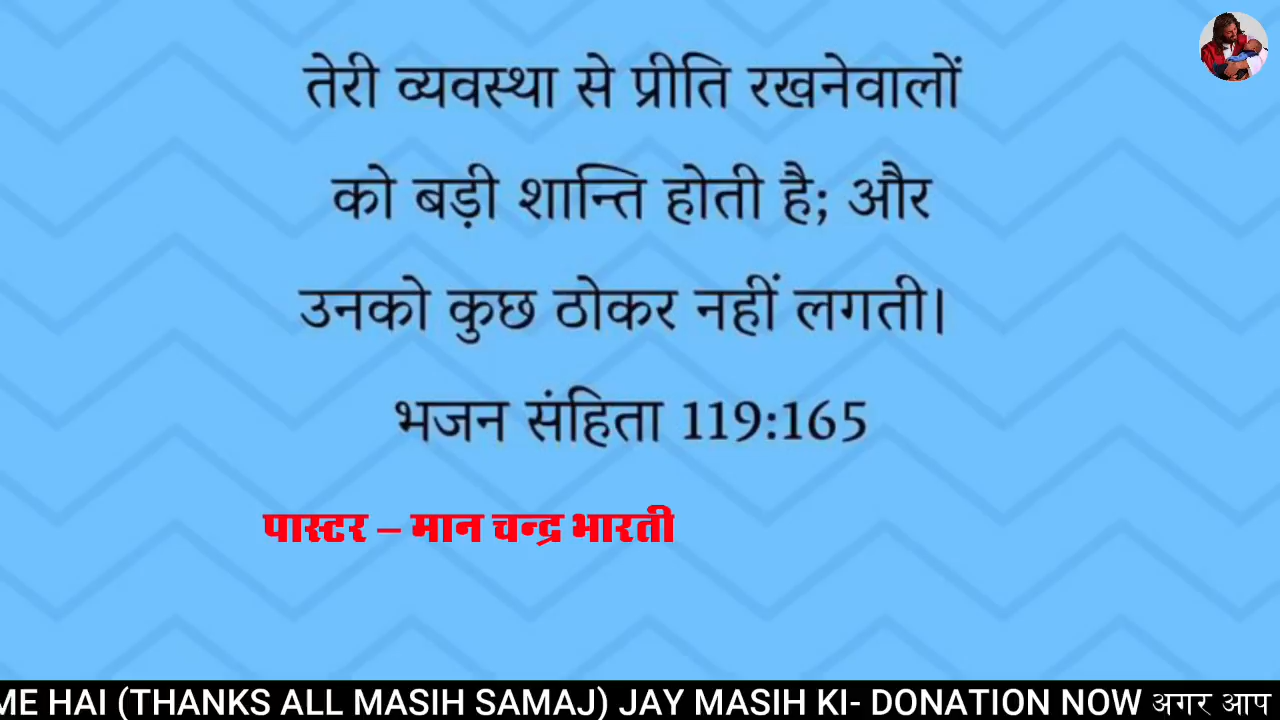 तेरी व्यवस्था से प्रीति रखनेवालों
को बड़ी शान्ति होती है; और
उनको कुछ ठोकर नहीं लगती।
भजन संहिता 119:165
पास्टर – मान चन्द्र भारती
ME HAI (THANKS ALL MASIH SAMAJ) JAY MASIH KI- DONATION NOW अगर आप